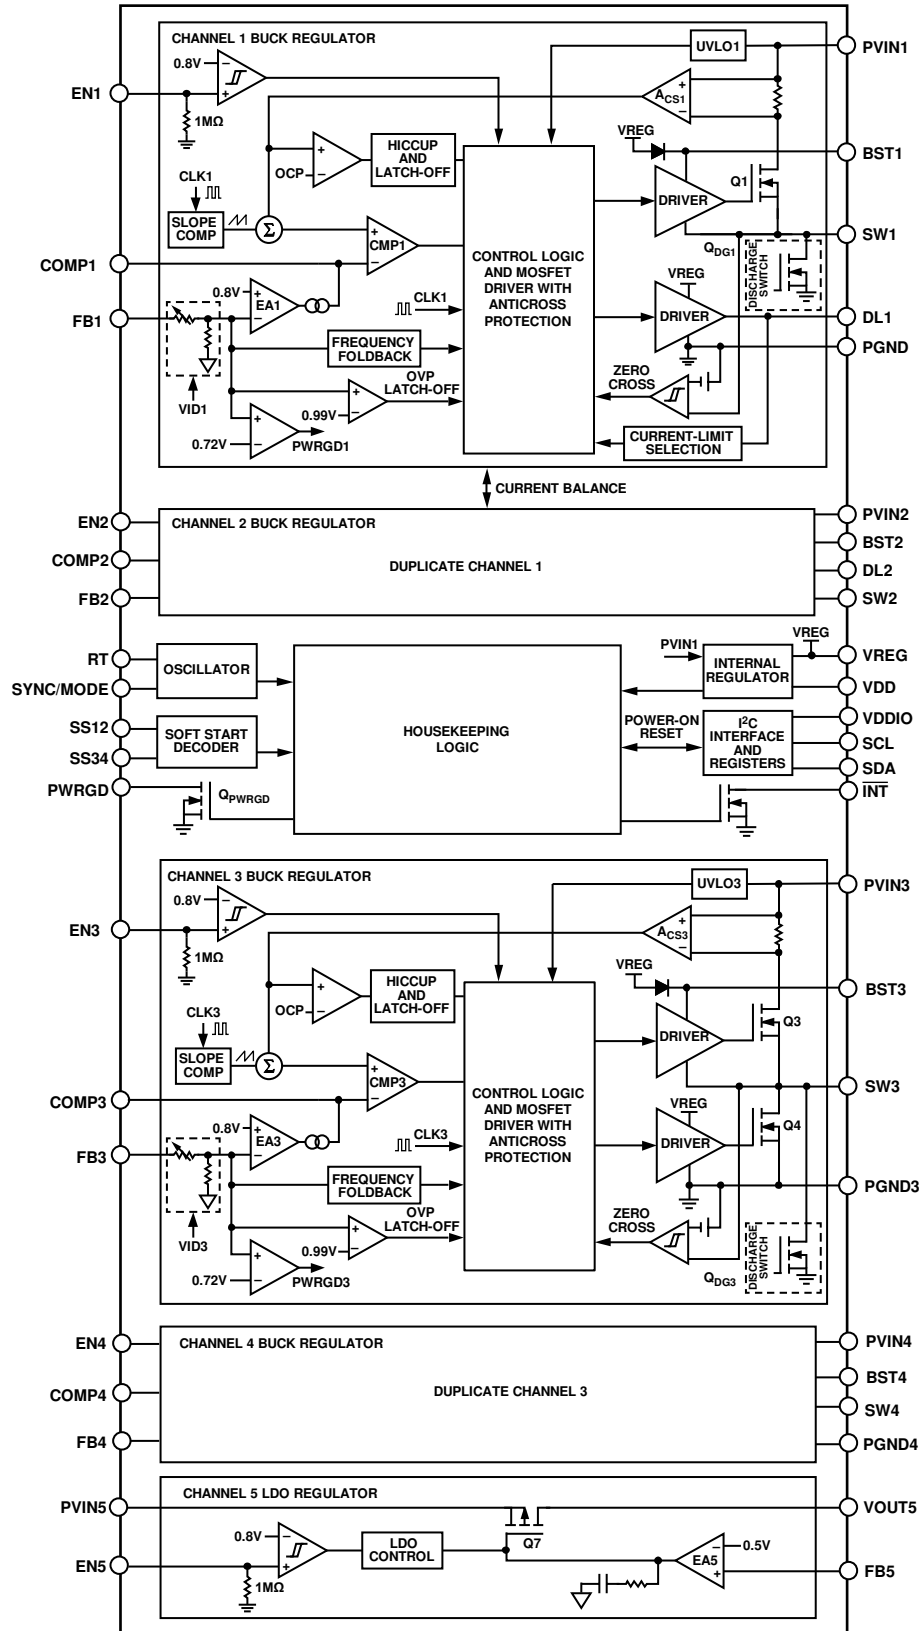 CHANNEL 1 BUCK REGULATOR
UVLO1
PVIN1
0.8V
–
+
EN1
1MΩ
+
ACS1
–
VREG
BST1
HICCUP
AND
LATCH-OFF
+
OCP
–
Q1
DRIVER
CLK1
SLOPE
COMP
Σ
+
CMP1
–
CONTROL LOGIC
AND MOSFET
DRIVER WITH
ANTICROSS
PROTECTION
SW1
QDG1
DISCHARGE
SWITCH
COMP1
0.8V
+
EA1
–
CLK1
VREG
DRIVER
DL1
FB1
FREQUENCY
FOLDBACK
PGND
VID1
OVP
LATCH-OFF
+
0.99V
–
ZERO
CROSS
+
0.72V
–
PWRGD1
CURRENT-LIMIT
SELECTION
CURRENT BALANCE
EN2
CHANNEL 2 BUCK REGULATOR
PVIN2
BST2
COMP2
DUPLICATE CHANNEL 1
DL2
FB2
SW2
RT
OSCILLATOR
SYNC/MODE
PVIN1
VREG
INTERNAL
REGULATOR
VREG
VDD
SS12
SOFT START
DECODER
SS34
HOUSEKEEPING
LOGIC
POWER-ON
RESET
I2C
INTERFACE
AND
REGISTERS
VDDIO
SCL
SDA
PWRGD
QPWRGD
INT
CHANNEL 3 BUCK REGULATOR
UVLO3
PVIN3
0.8V
–
+
EN3
1MΩ
+
ACS3
–
VREG
BST3
HICCUP
AND
LATCH-OFF
+
OCP
–
Q3
DRIVER
CLK3
SLOPE
COMP
Σ
+
CMP3
–
CONTROL LOGIC
AND MOSFET
DRIVER WITH
ANTICROSS
PROTECTION
SW3
COMP3
0.8V
+
EA3
–
CLK3
VREG
DRIVER
Q4
FB3
FREQUENCY
FOLDBACK
PGND3
VID3
OVP
LATCH-OFF
+
0.99V
–
ZERO
CROSS
+
0.72V
–
PWRGD3
QDG3
DISCHARGE
SWITCH
EN4
CHANNEL 4 BUCK REGULATOR
PVIN4
BST4
COMP4
DUPLICATE CHANNEL 3
SW4
FB4
PGND4
CHANNEL 5 LDO REGULATOR
PVIN5
VOUT5
Q7
0.8V
–
+
LDO
CONTROL
–
0.5V
EA5
+
EN5
1MΩ
FB5